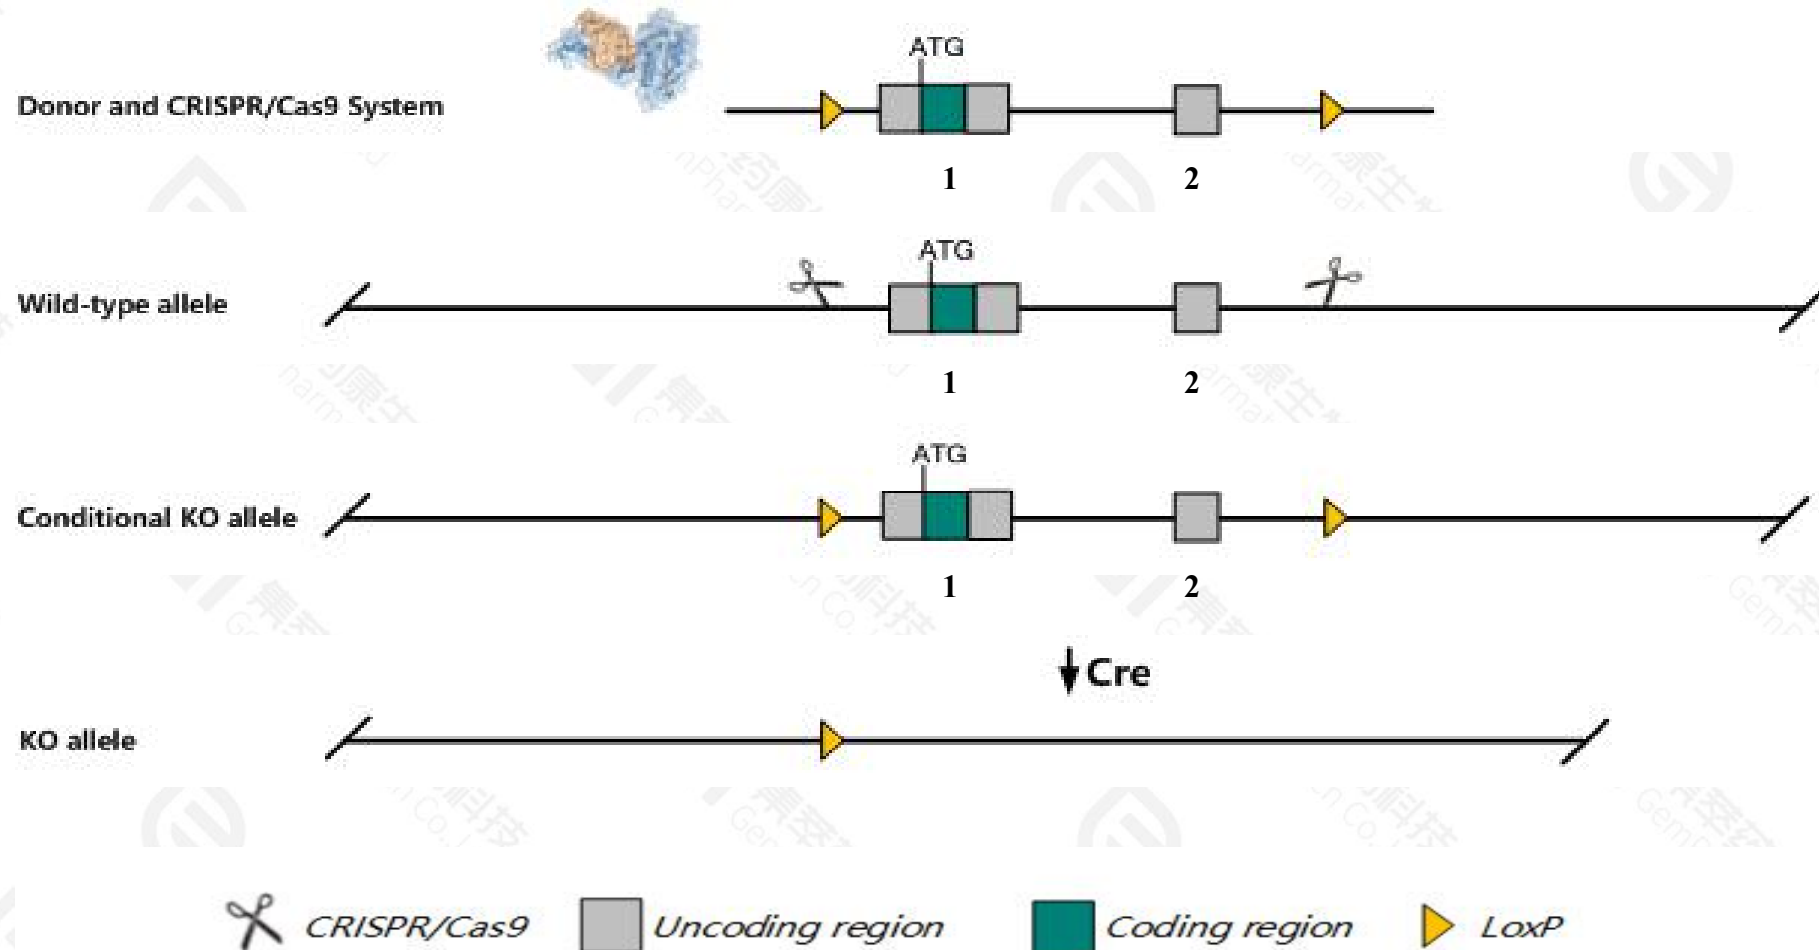 ATG
Donor and CRISPR/Cas9 System
1 2
ATG
Wild-type allele
1 2
ATG
Conditional KO allele
1 2
Cre
KO allele
CRISPR/Cas9 Uncoding region Coding region LoxP